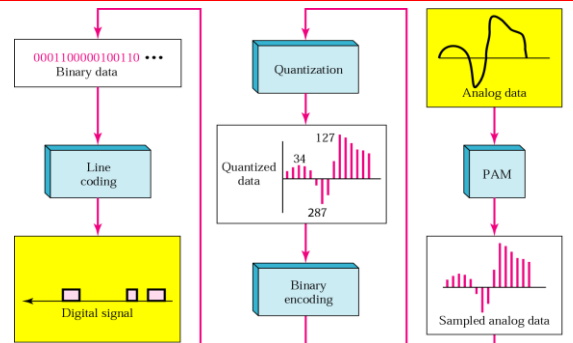 0001100000100110 •••
Binary data
Line
coding
Digital signal
Quantization
127
34
Quantized
data
287
Binary
encoding
Analog data
PAM
Sampled analog data